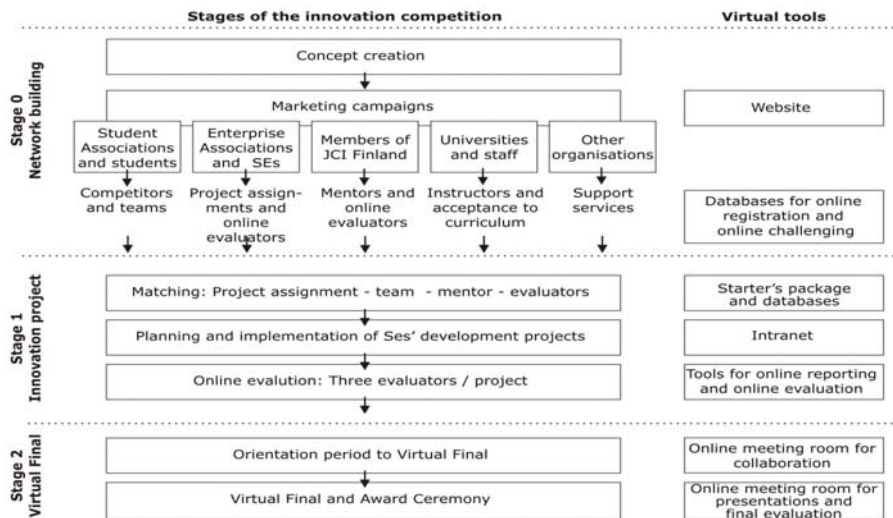 Stages of the innovation competition
Virtual tools
Stage 0
Network building
Concept creation
Marketing campaigns
Website
Student
Associations
and students
Enterprise
Associations
and SEs
Members of
JCI Finland
Universities
and staff
Other
organisations
Competitors
and teams
Project assign-
ments and
online
evaluators
Mentors and
online
evaluators
Instructors and
acceptance to
curriculum
Support
services
Databases for online
registration and
online challenging
Stage 1
Innovation project
Matching: Project assignment - team - mentor - evaluators
Starter's package
and databases
Planning and implementation of Ses' development projects
Intranet
Online evalution: Three evaluators / project
Tools for online reporting
and online evaluation
Stage 2
Virtual Final
Orientation period to Virtual Final
Online meeting room for
collaboration
Virtual Final and Award Ceremony
Online meeting room for
presentations and
final evaluation